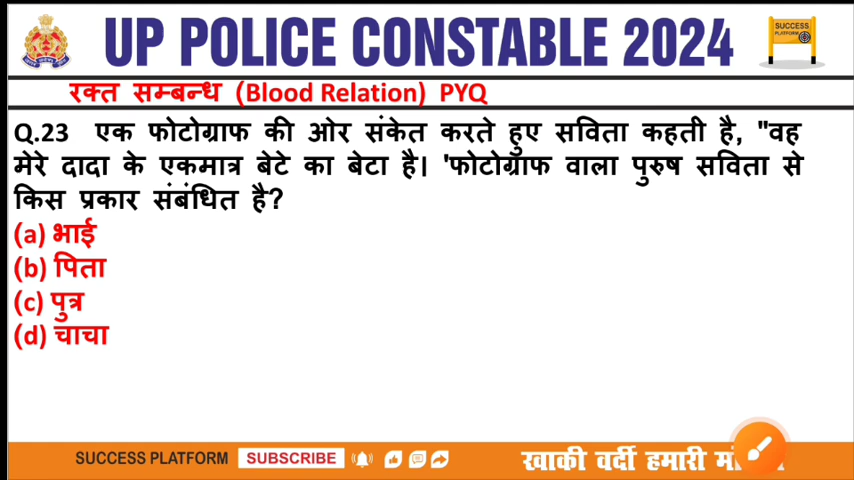 UP POLICE CONSTABLE 2024
SUCCESS
PLATFORM
रक्त सम्बन्ध (Blood Relation) PYQ
Q.23 एक फोटोग्राफ की ओर संकेत करते हुए सविता कहती है, "वह
मेरे दादा के एकमात्र बेटे का बेटा है। 'फोटोग्राफ वाला पुरुष सविता से
किस प्रकार संबंधित है?
(a) भाई
(b) पिता
(c) पुत्र
(d) चाचा
SUCCESS PLATFORM SUBSCRIBE खाकी वर्दी हमारी